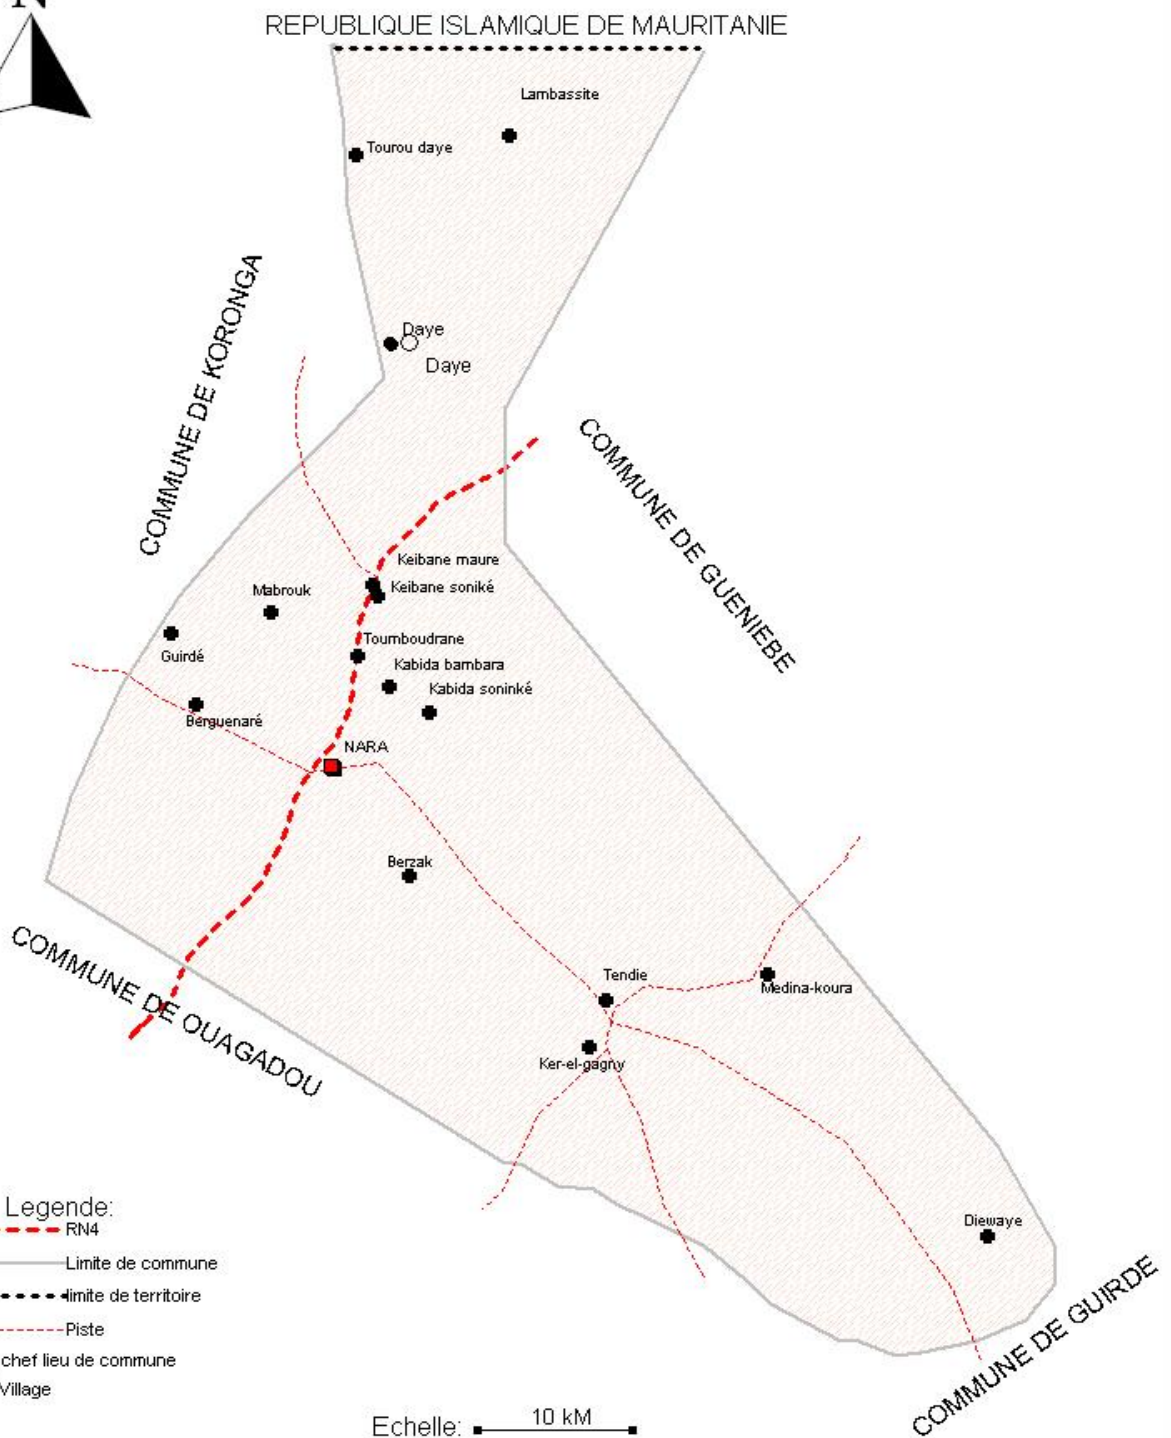 N
REPUBLIQUE ISLAMIQUE DE MAURITANIE
Lambassite
Tourou daye
COMMUNE DE KORONGA
Daye
Daye
COMMUNE DE GUENIEBE
Keibane maure
Keibane soniké
Mabrouk
Toumboudrane
Guirdé
Kabida bambara
Kabida soninké
Berguenaré
NARA
Berzak
COMMUNE DE OUAGADOU
Tendie
Medina-koura
Ker-el-gagny
Diewaye
COMMUNE DE GUIRDE
Legende:
RN4
Limite de commune
limite de territoire
Piste
chef lieu de commune
Village
Echelle: 10 kM